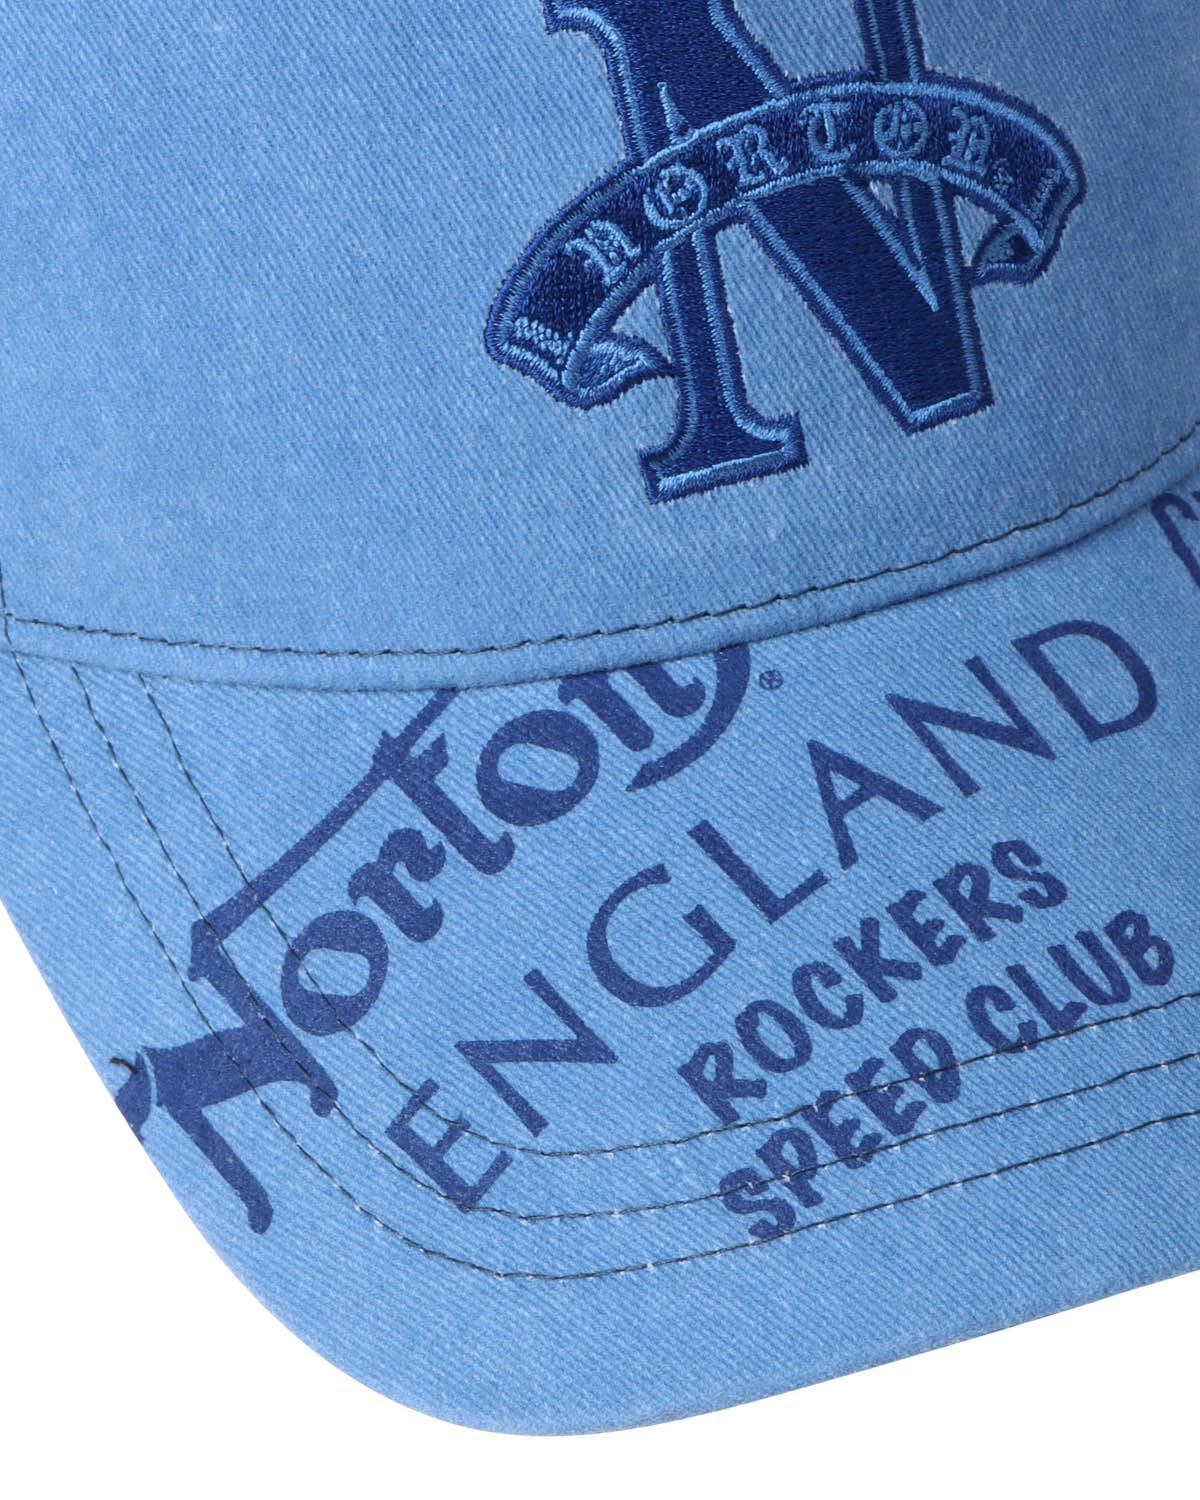 N
NORTON
Norton®
ENGLAND
ROCKERS
SPEED CLUB